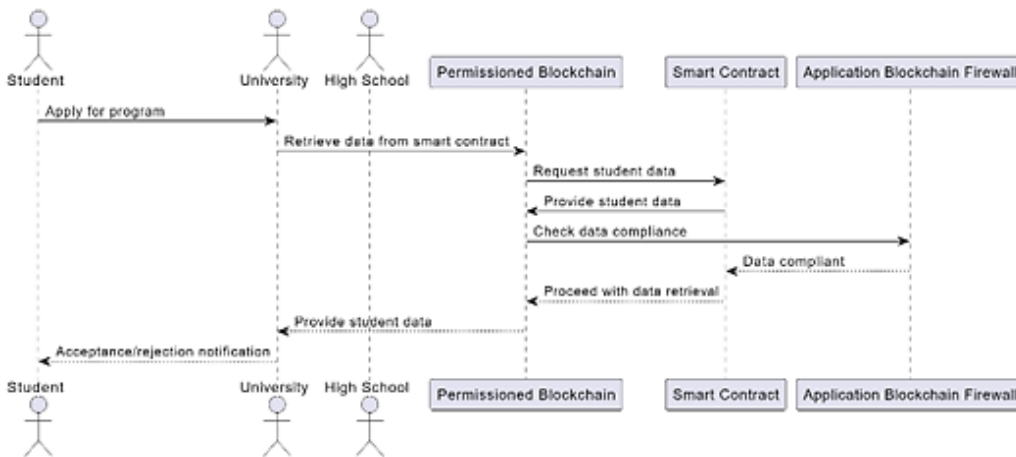 Student
University
High School
Permissioned Blockchain
Smart Contract
Application Blockchain Firewall
Apply for program
Retrieve data from smart contract
Request student data
Provide student data
Check data compliance
Data compliant
Proceed with data retrieval
Provide student data
Acceptance/rejection notification
Student
University
High School
Permissioned Blockchain
Smart Contract
Application Blockchain Firewall